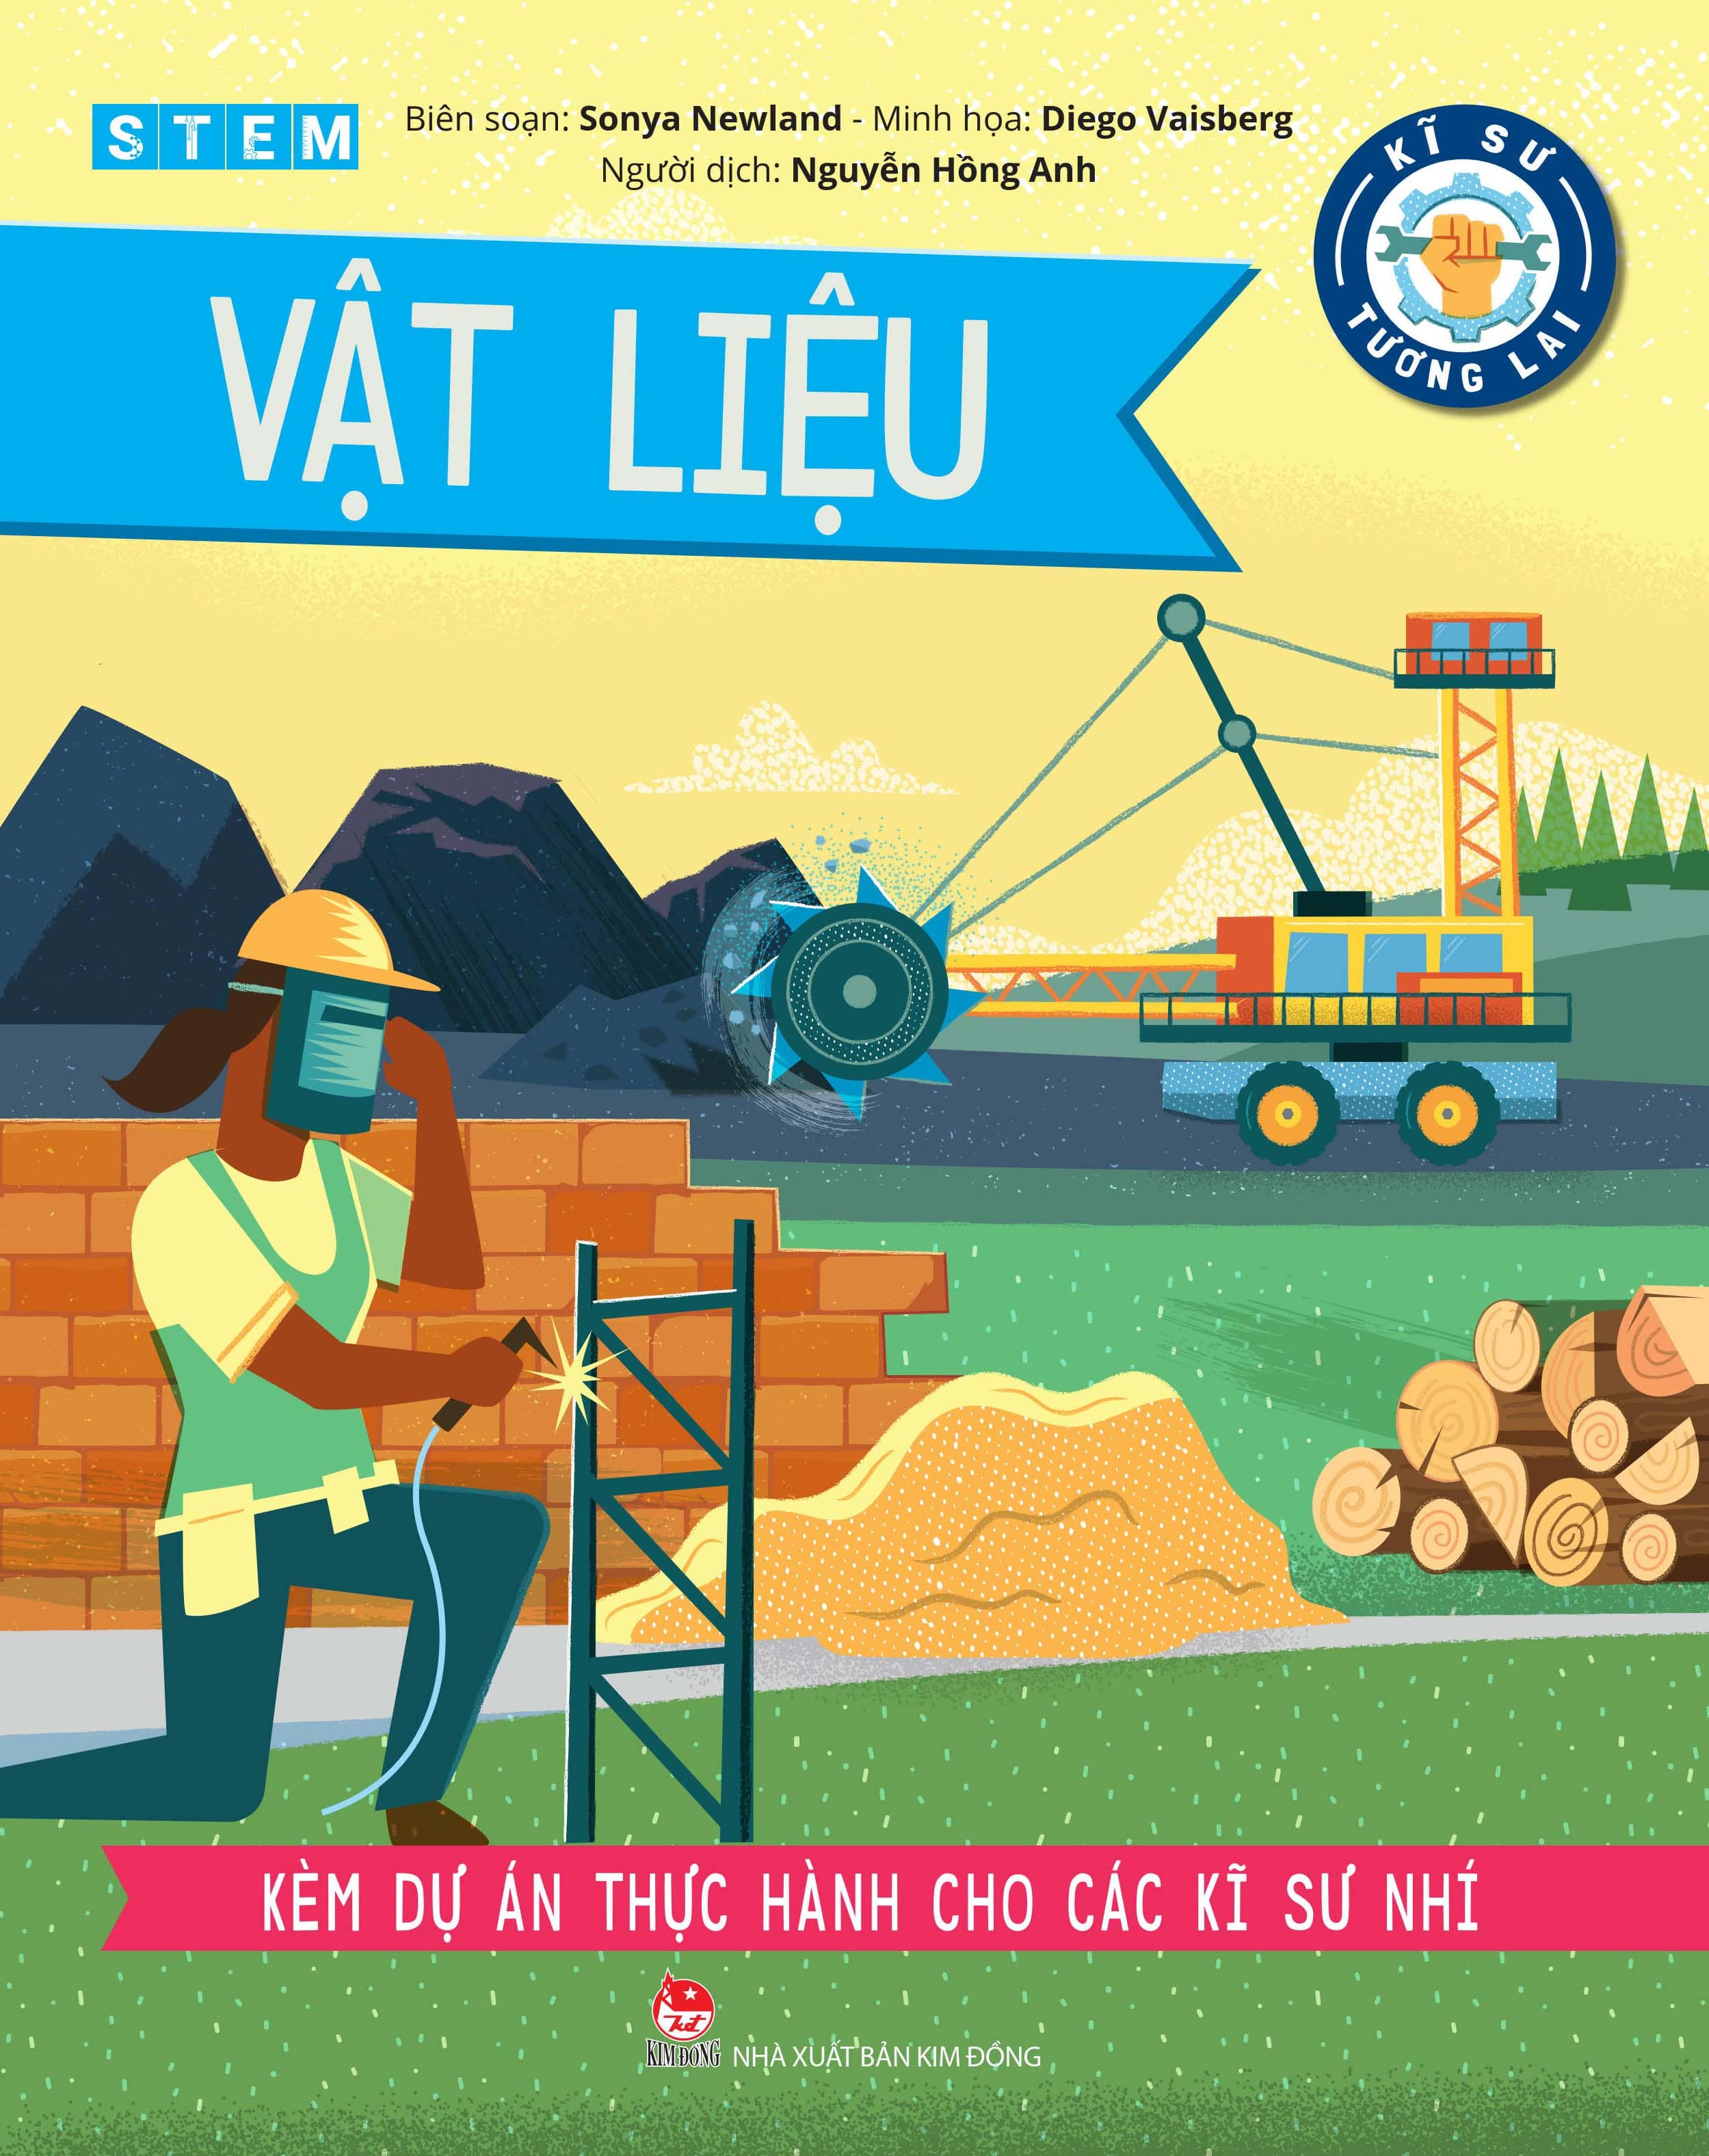 STEM
Biên soạn: Sonya Newland - Minh họa: Diego Vaisberg
Người dịch: Nguyễn Hồng Anh
KĨ SƯ
TƯƠNG LAI
VẬT LIỆU
KÈM DỰ ÁN THỰC HÀNH CHO CÁC KĨ SƯ NHÍ
kđ
KIM ĐỒNG
NHÀ XUẤT BẢN KIM ĐỒNG